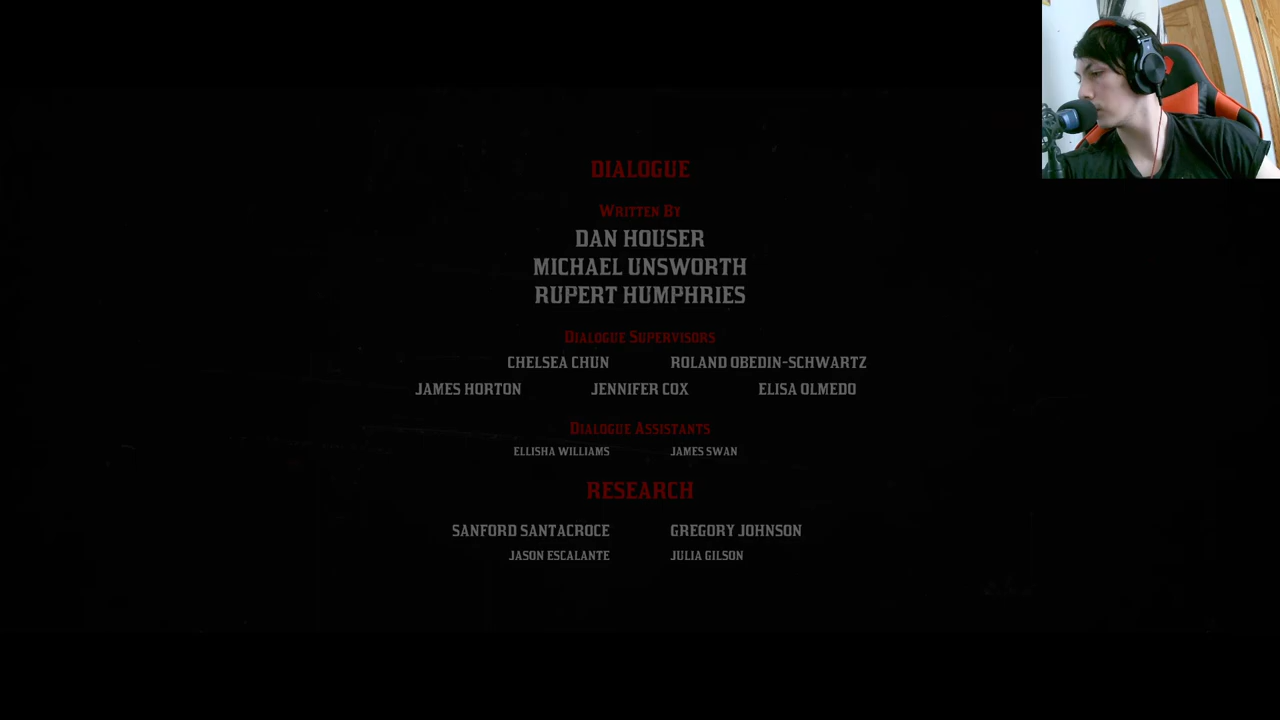 DIALOGUE
WRITTEN BY
DAN HOUSER
MICHAEL UNSWORTH
RUPERT HUMPHRIES
DIALOGUE SUPERVISORS
CHELSEA CHUN ROLAND OBEDIN-SCHWARTZ
JAMES HORTON JENNIFER COX ELISA OLMEDO
DIALOGUE ASSISTANTS
ELLISHA WILLIAMS JAMES SWAN
RESEARCH
SANFORD SANTACROCE GREGORY JOHNSON
JASON ESCALANTE JULIA GILSON